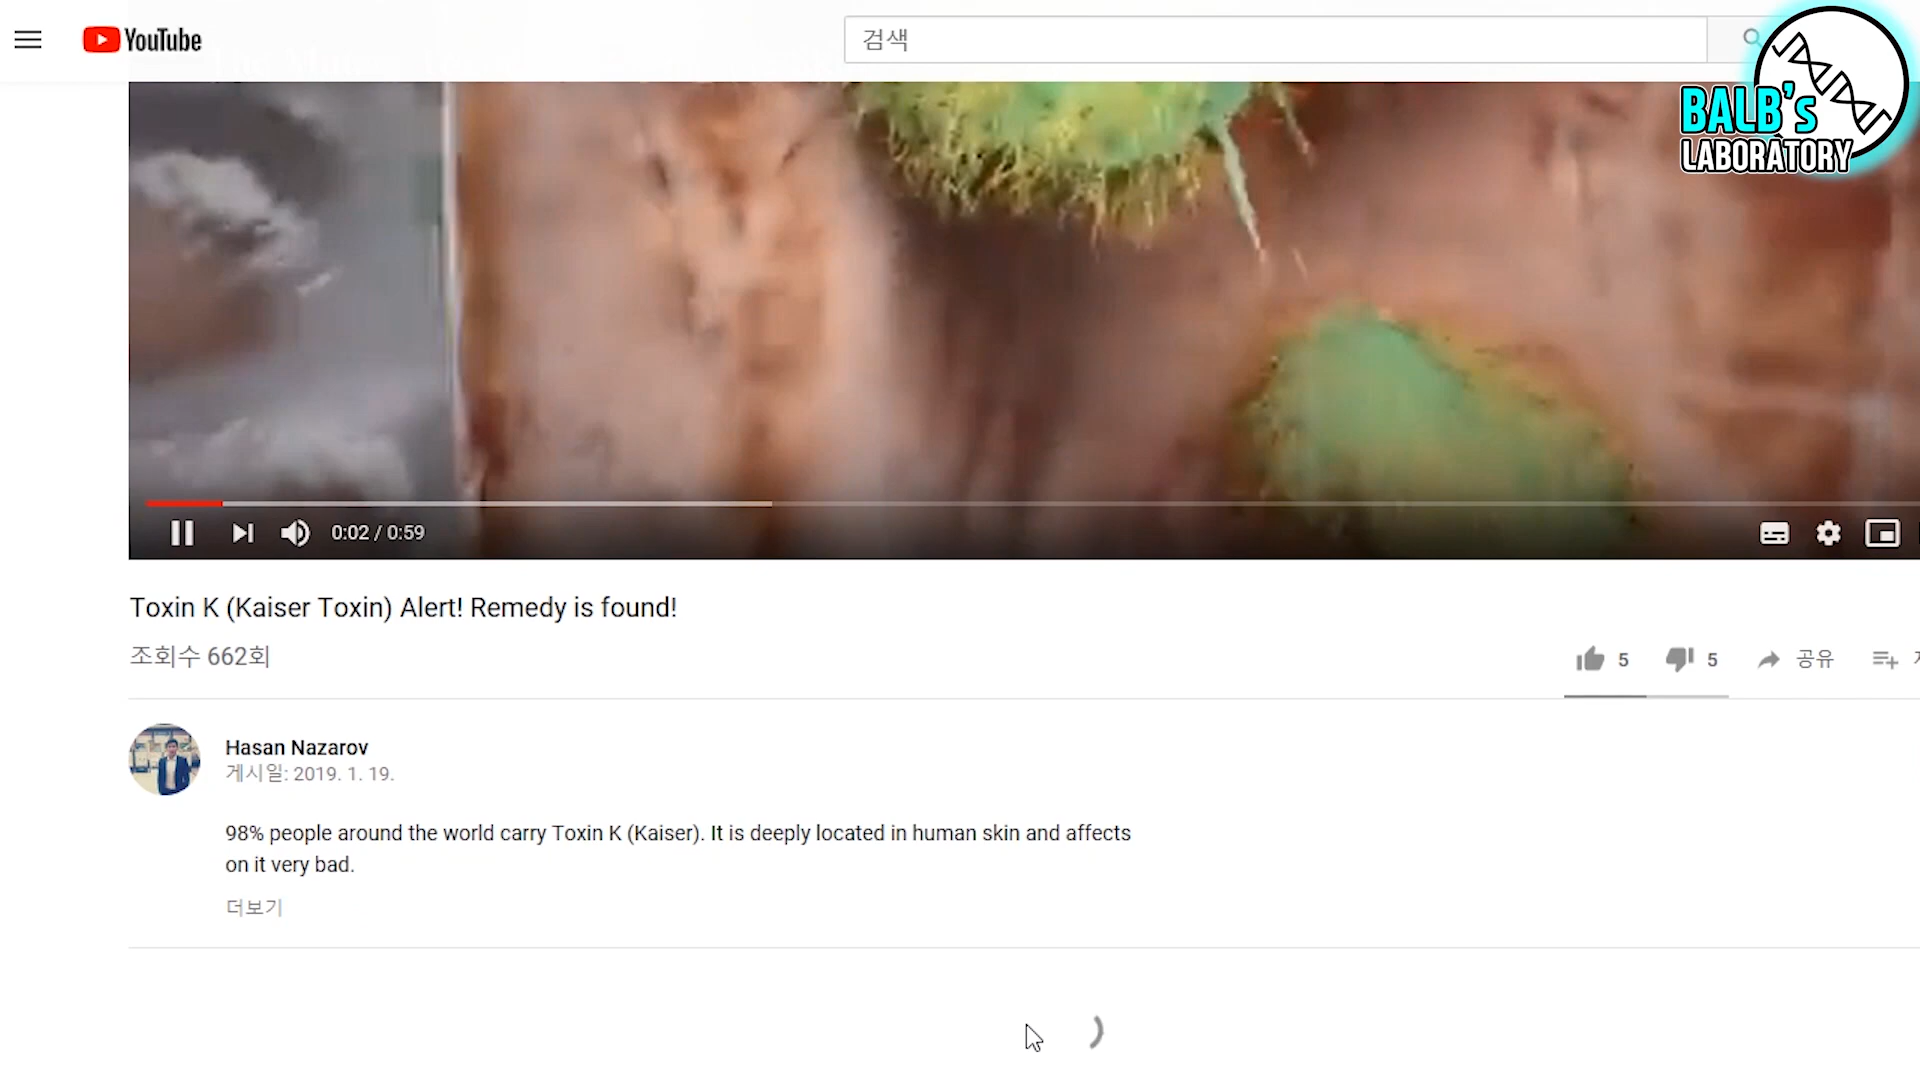 YouTube
검색
BALB's
LABORATORY
0:02 / 0:59
Toxin K (Kaiser Toxin) Alert! Remedy is found!
조회수 662회
5
5
공유
Hasan Nazarov
게시일: 2019. 1. 19.
98% people around the world carry Toxin K (Kaiser). It is deeply located in human skin and affects
on it very bad.
더보기